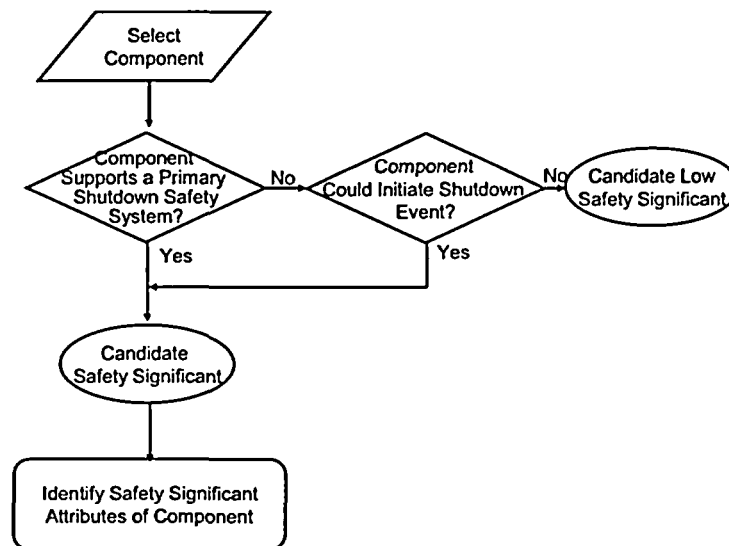 Select
Component
Component
Supports a Primary
Shutdown Safety
System?
No
Component
Could Initiate Shutdown
Event?
No
Candidate Low
Safety Significant
Yes
Yes
Candidate
Safety Significant
Identify Safety Significant
Attributes of Component